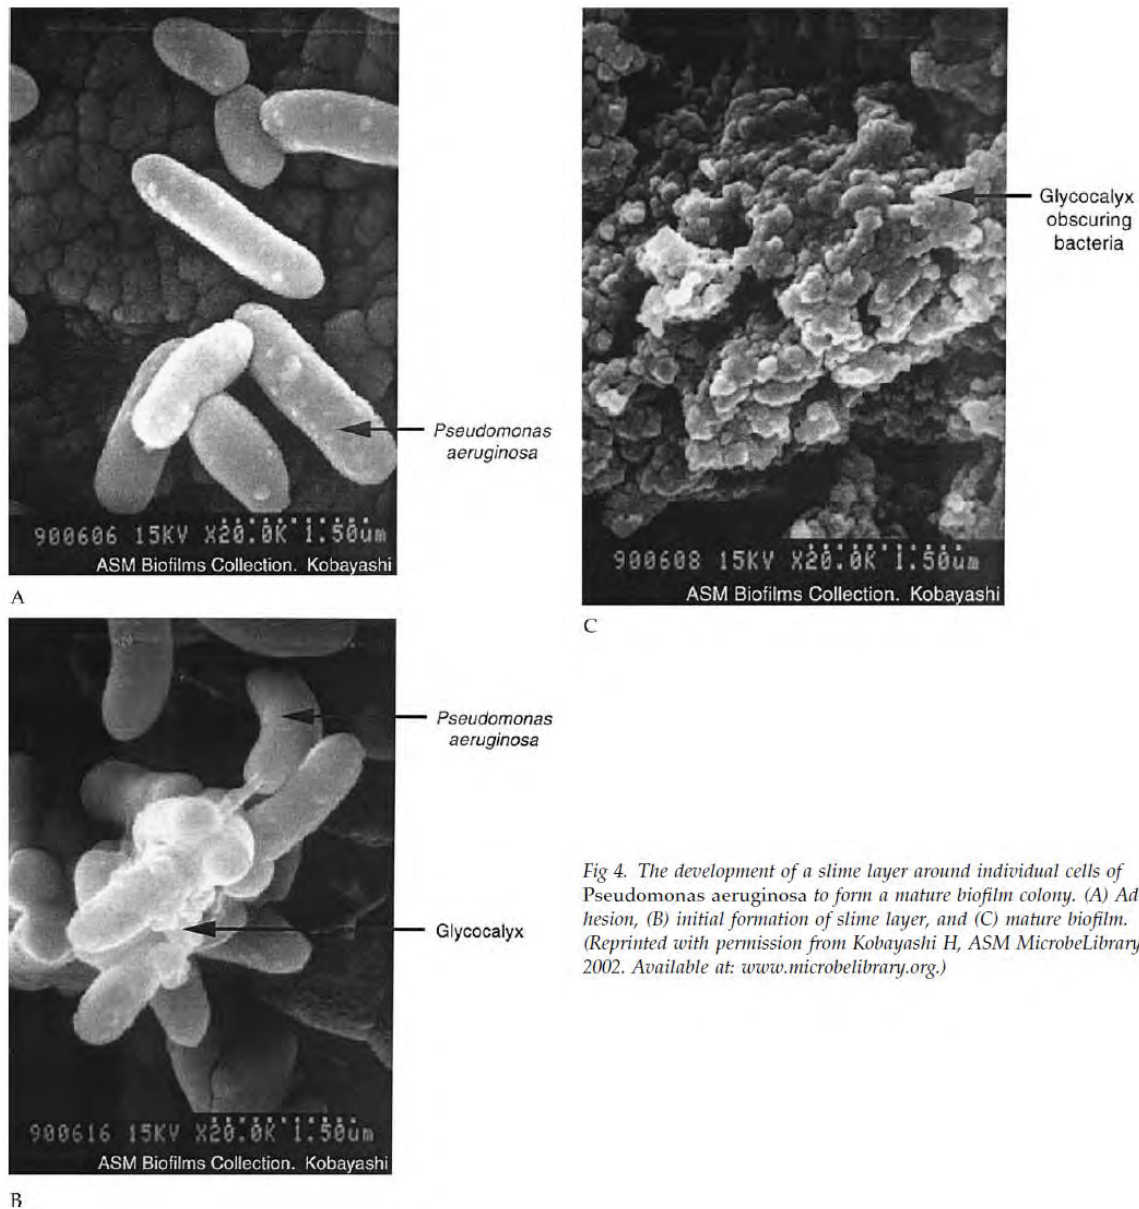 Pseudomonas
aeruginosa
900606 15KV X20.0K 1.50um
ASM Biofilms Collection. Kobayashi
A
Glycocalyx
obscuring
bacteria
900608 15KV X20.0K 1.50um
ASM Biofilms Collection. Kobayashi
C
Pseudomonas
aeruginosa
Glycocalyx
900616 15KV X20.0K 1.50um
ASM Biofilms Collection. Kobayashi
B
Fig 4. The development of a slime layer around individual cells of
Pseudomonas aeruginosa to form a mature biofilm colony. (A) Ad-
hesion, (B) initial formation of slime layer, and (C) mature biofilm.
(Reprinted with permission from Kobayashi H, ASM MicrobeLibrary
2002. Available at: www.microbelibrary.org.)